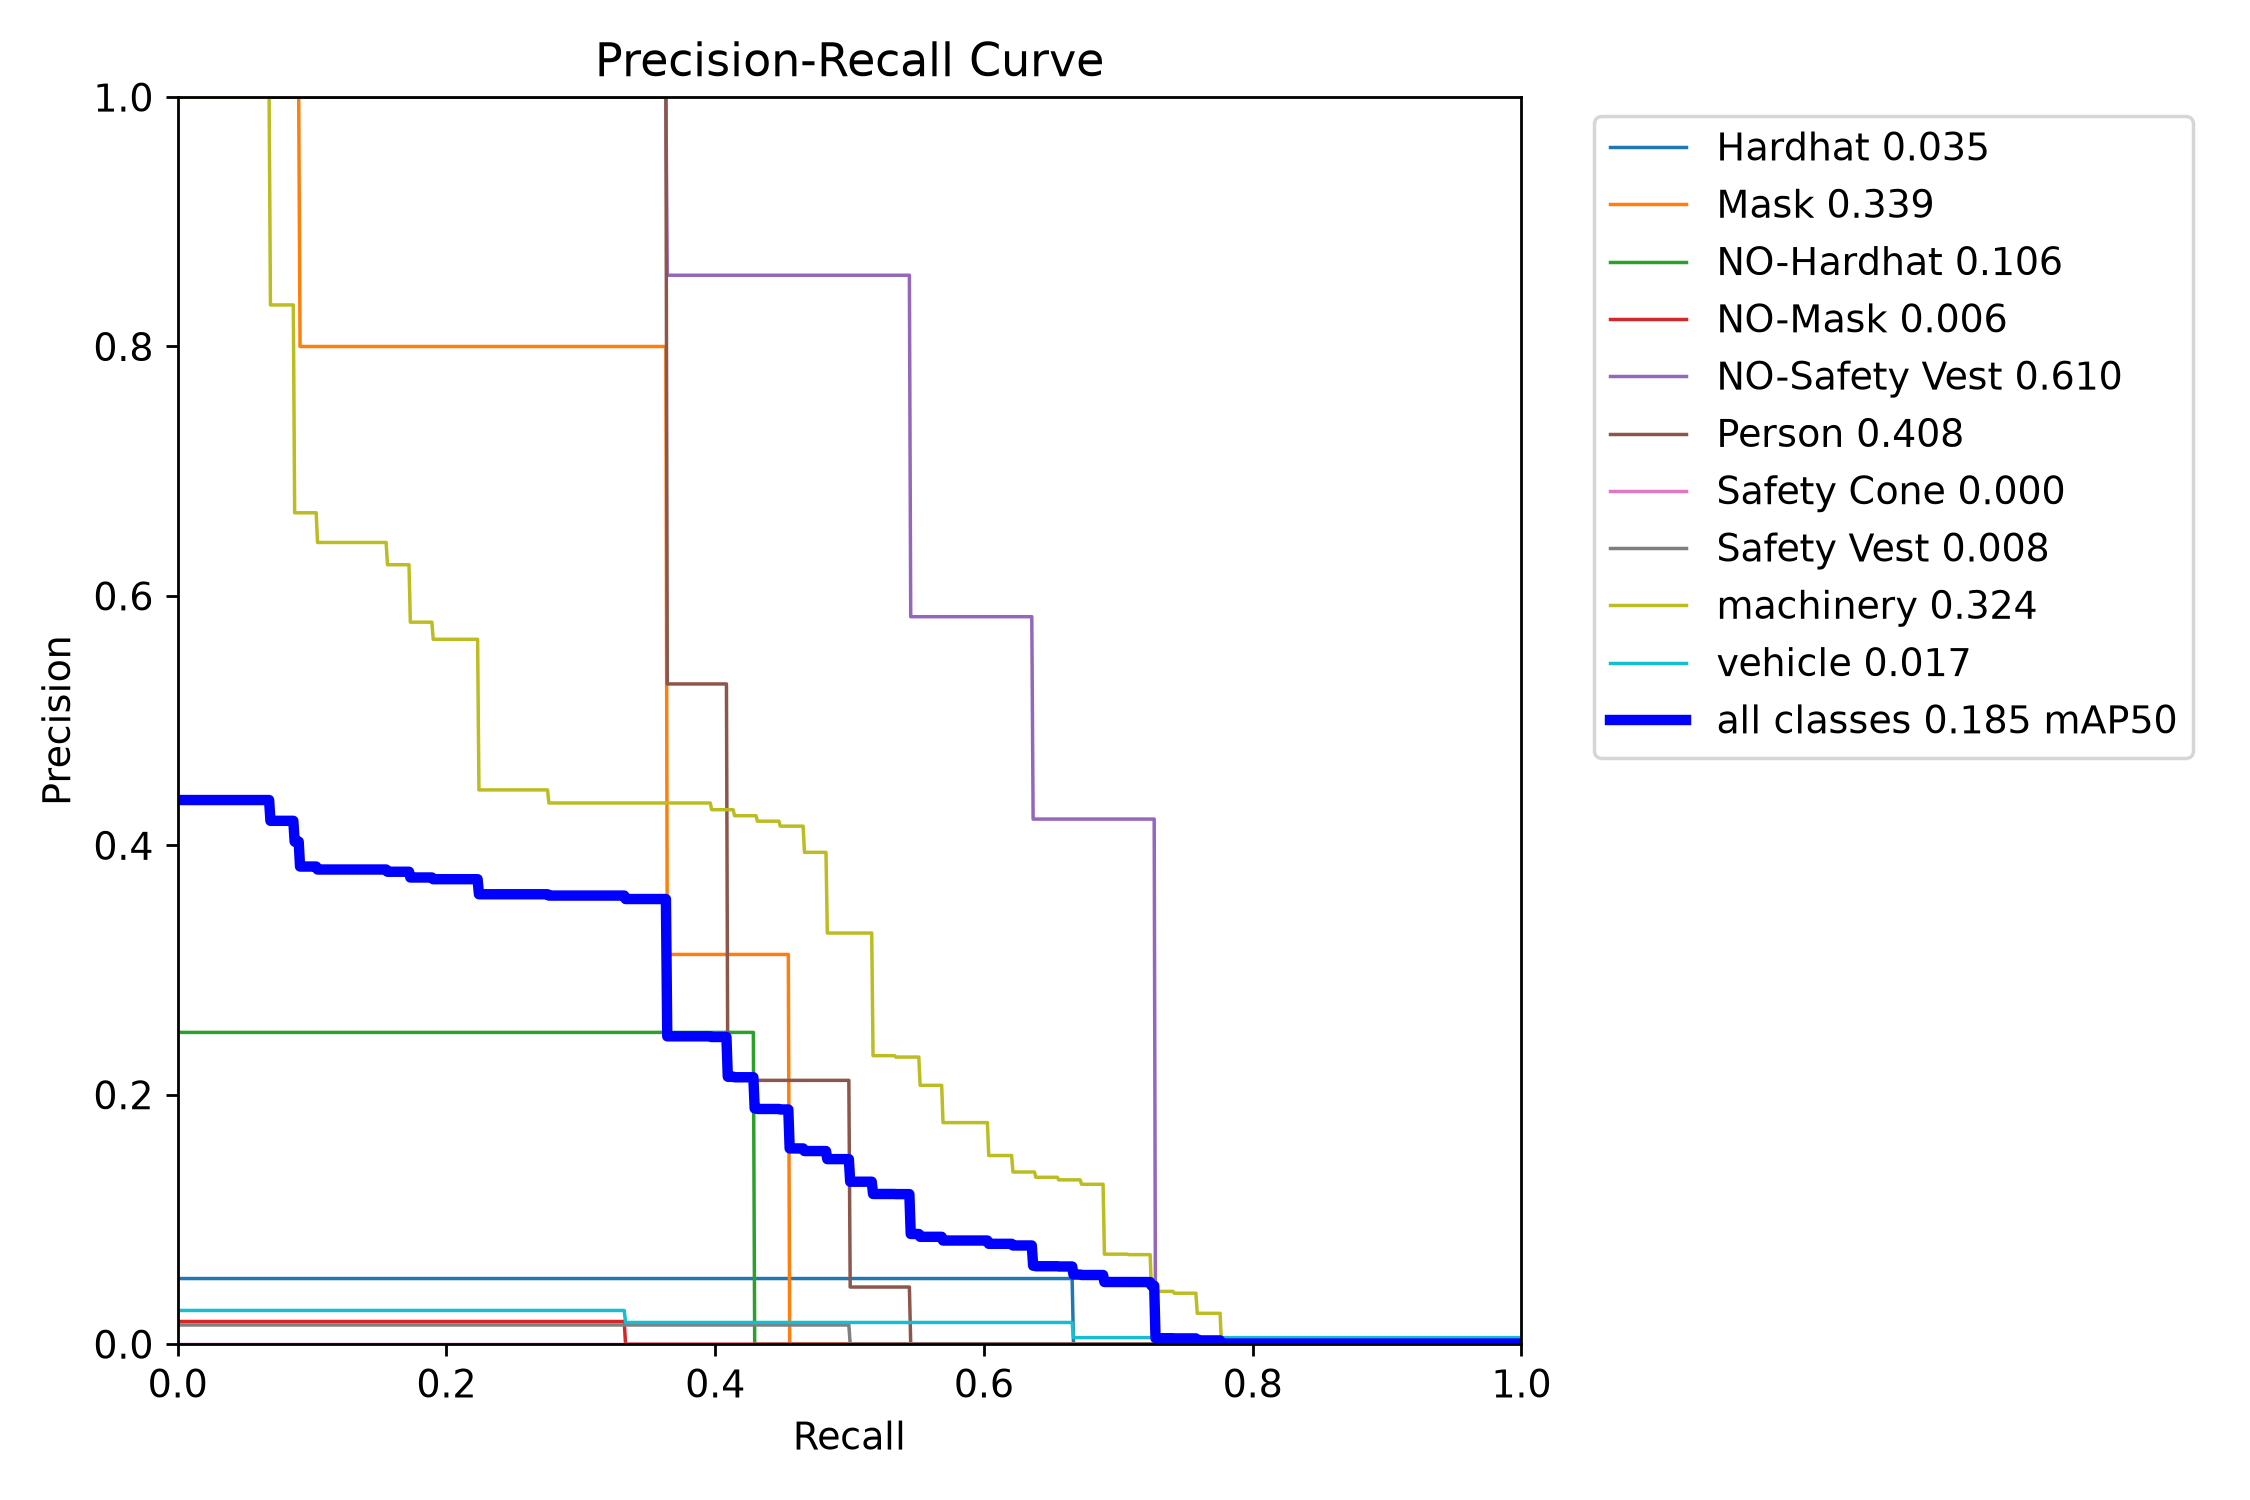 Precision-Recall Curve
1.0
0.8
0.6
0.4
0.2
0.0
Precision
0.0 0.2 0.4 0.6 0.8 1.0
Recall
Hardhat 0.035
Mask 0.339
NO-Hardhat 0.106
NO-Mask 0.006
NO-Safety Vest 0.610
Person 0.408
Safety Cone 0.000
Safety Vest 0.008
machinery 0.324
vehicle 0.017
all classes 0.185 mAP50